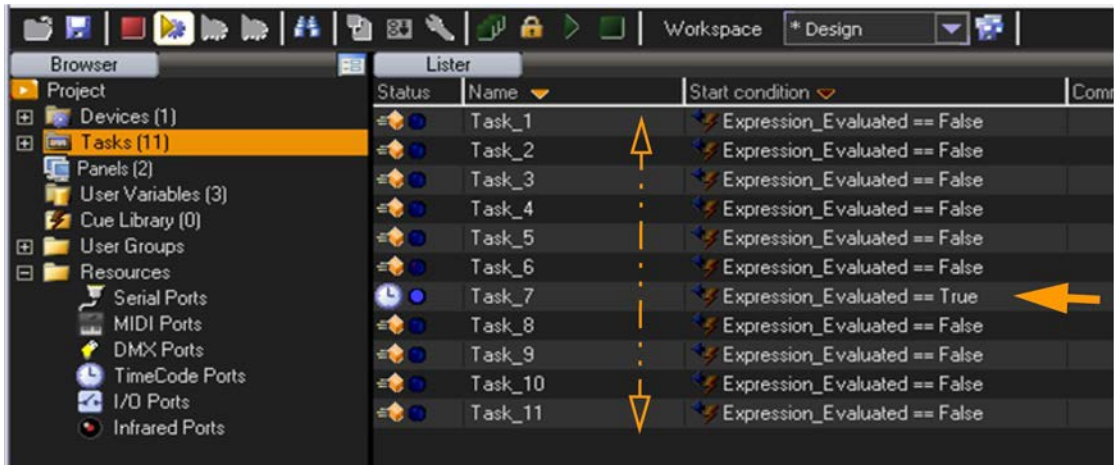 Workspace * Design
Browser
Project
Devices (1)
Tasks (11)
Panels (2)
User Variables (3)
Cue Library (0)
User Groups
Resources
Serial Ports
MIDI Ports
DMX Ports
TimeCode Ports
I/O Ports
Infrared Ports
Lister
Status Name Start condition Comm
Task_1 Expression_Evaluated == False
Task_2 Expression_Evaluated == False
Task_3 Expression_Evaluated == False
Task_4 Expression_Evaluated == False
Task_5 Expression_Evaluated == False
Task_6 Expression_Evaluated == False
Task_7 Expression_Evaluated == True
Task_8 Expression_Evaluated == False
Task_9 Expression_Evaluated == False
Task_10 Expression_Evaluated == False
Task_11 Expression_Evaluated == False